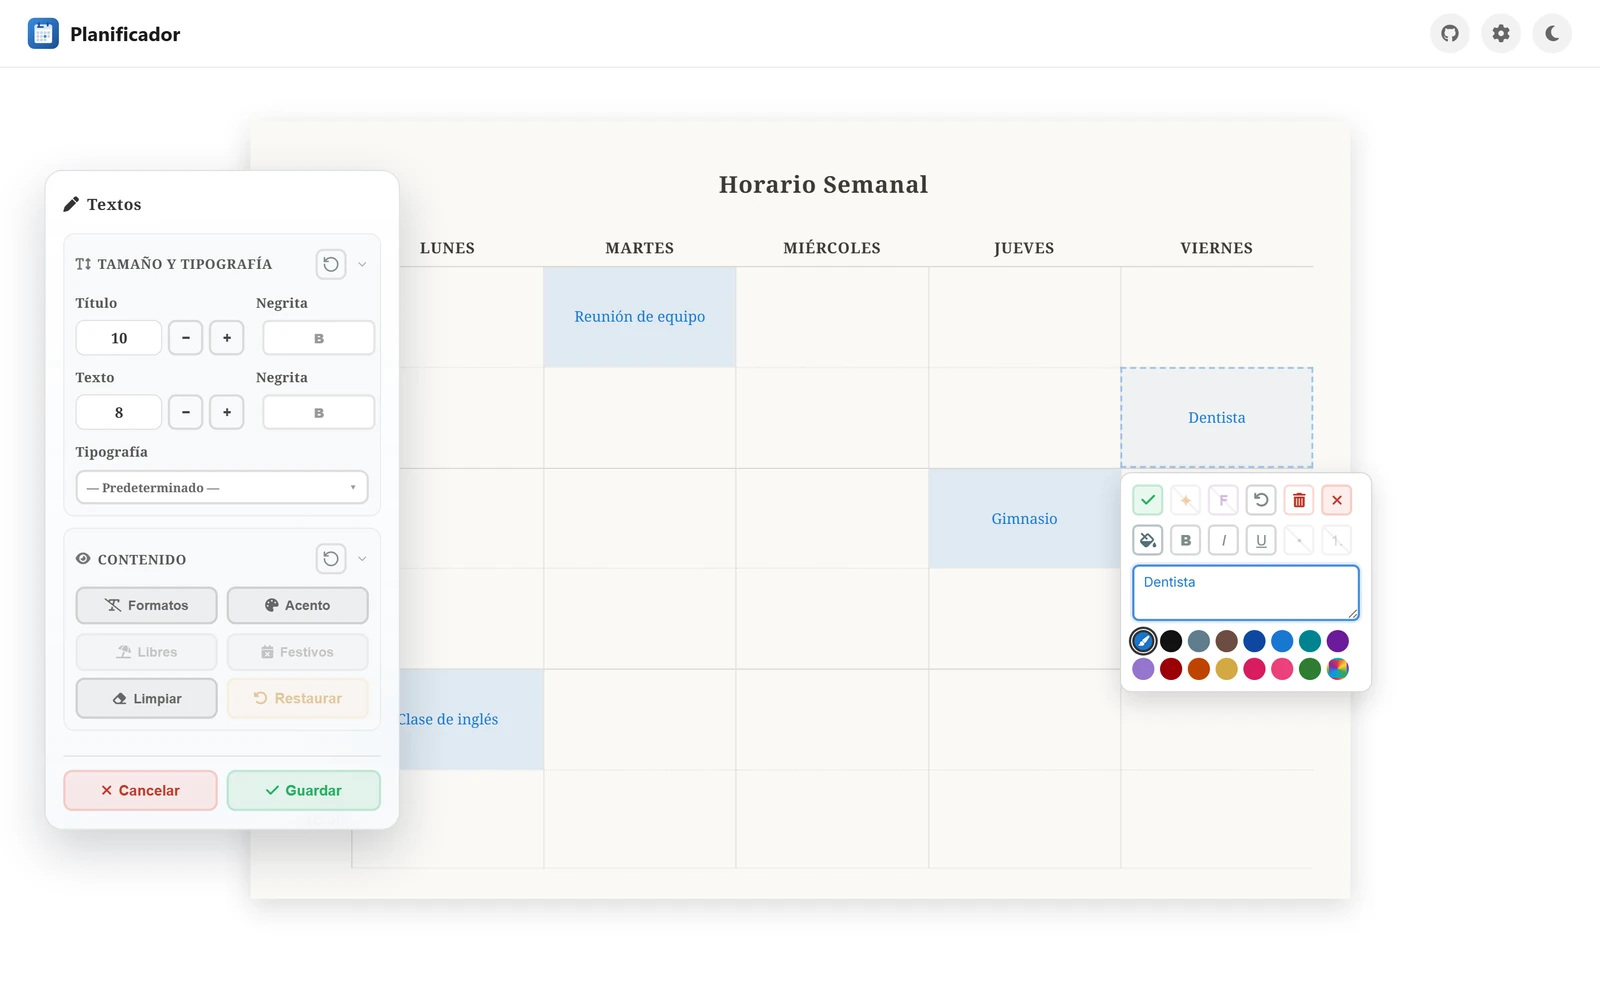 Planificador
Textos
TAMAÑO Y TIPOGRAFÍA
Título
Negrita
10
−
+
B
Texto
Negrita
8
−
+
B
Tipografía
— Predeterminado —
CONTENIDO
Formatos
Acento
Libres
Festivos
Limpiar
Restaurar
Cancelar
Guardar
Horario Semanal
LUNES
MARTES
MIÉRCOLES
JUEVES
VIERNES
Reunión de equipo
Dentista
Gimnasio
Clase de inglés
F
B
I
U
1.
Dentista